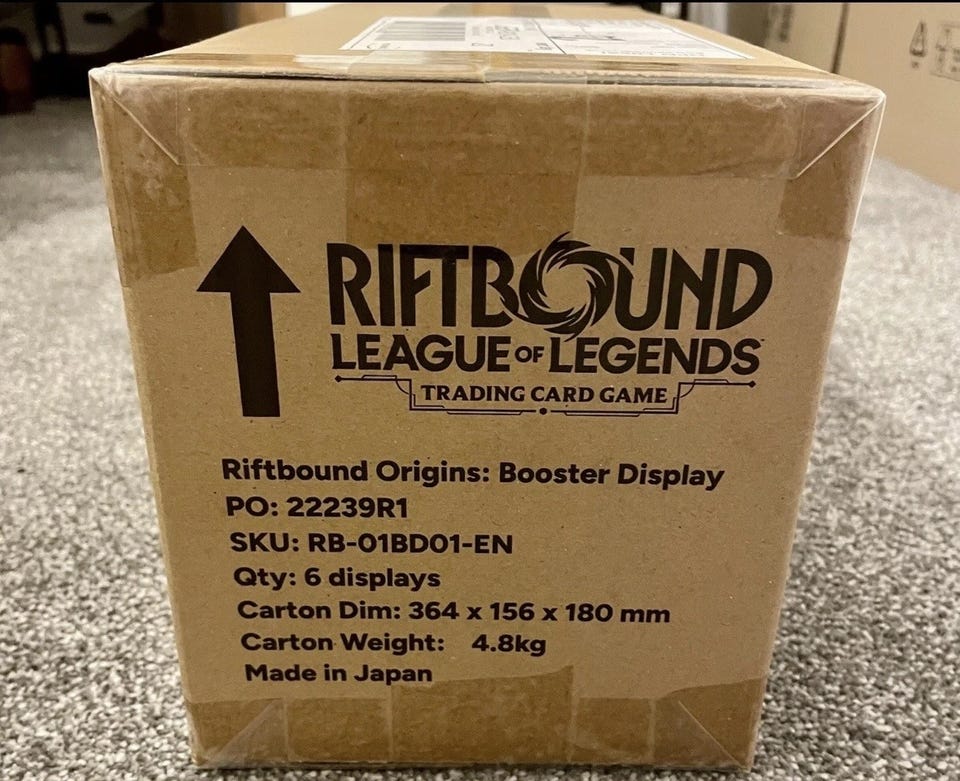 RIFTBOUND
LEAGUE OF LEGENDS
TRADING CARD GAME
Riftbound Origins: Booster Display
PO: 22239R1
SKU: RB-01BD01-EN
Qty: 6 displays
Carton Dim: 364 x 156 x 180 mm
Carton Weight: 4.8kg
Made in Japan